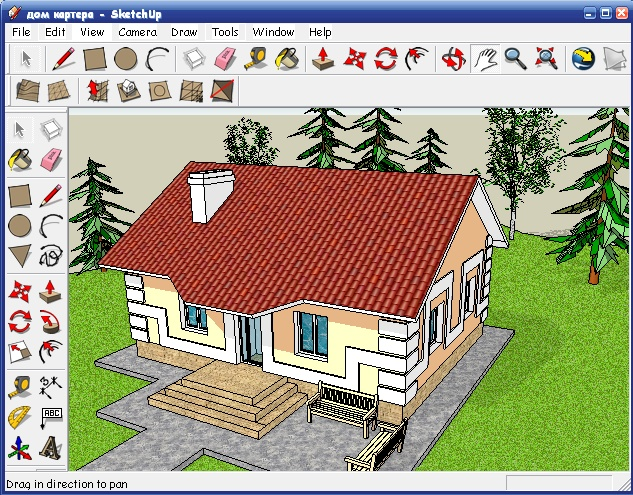 дом картера - SketchUp
File Edit View Camera Draw Tools Window Help
ABC
Drag in direction to pan